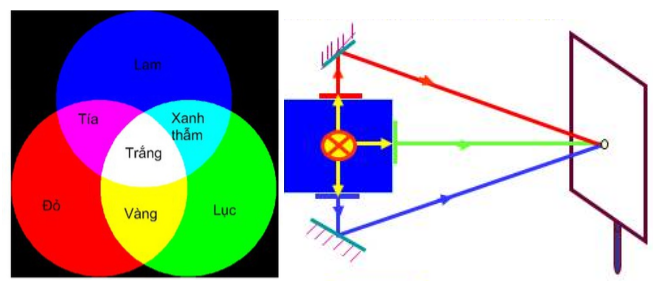 Lam
Tía
Xanh
thẫm
Trắng
Đỏ
Vàng
Lục